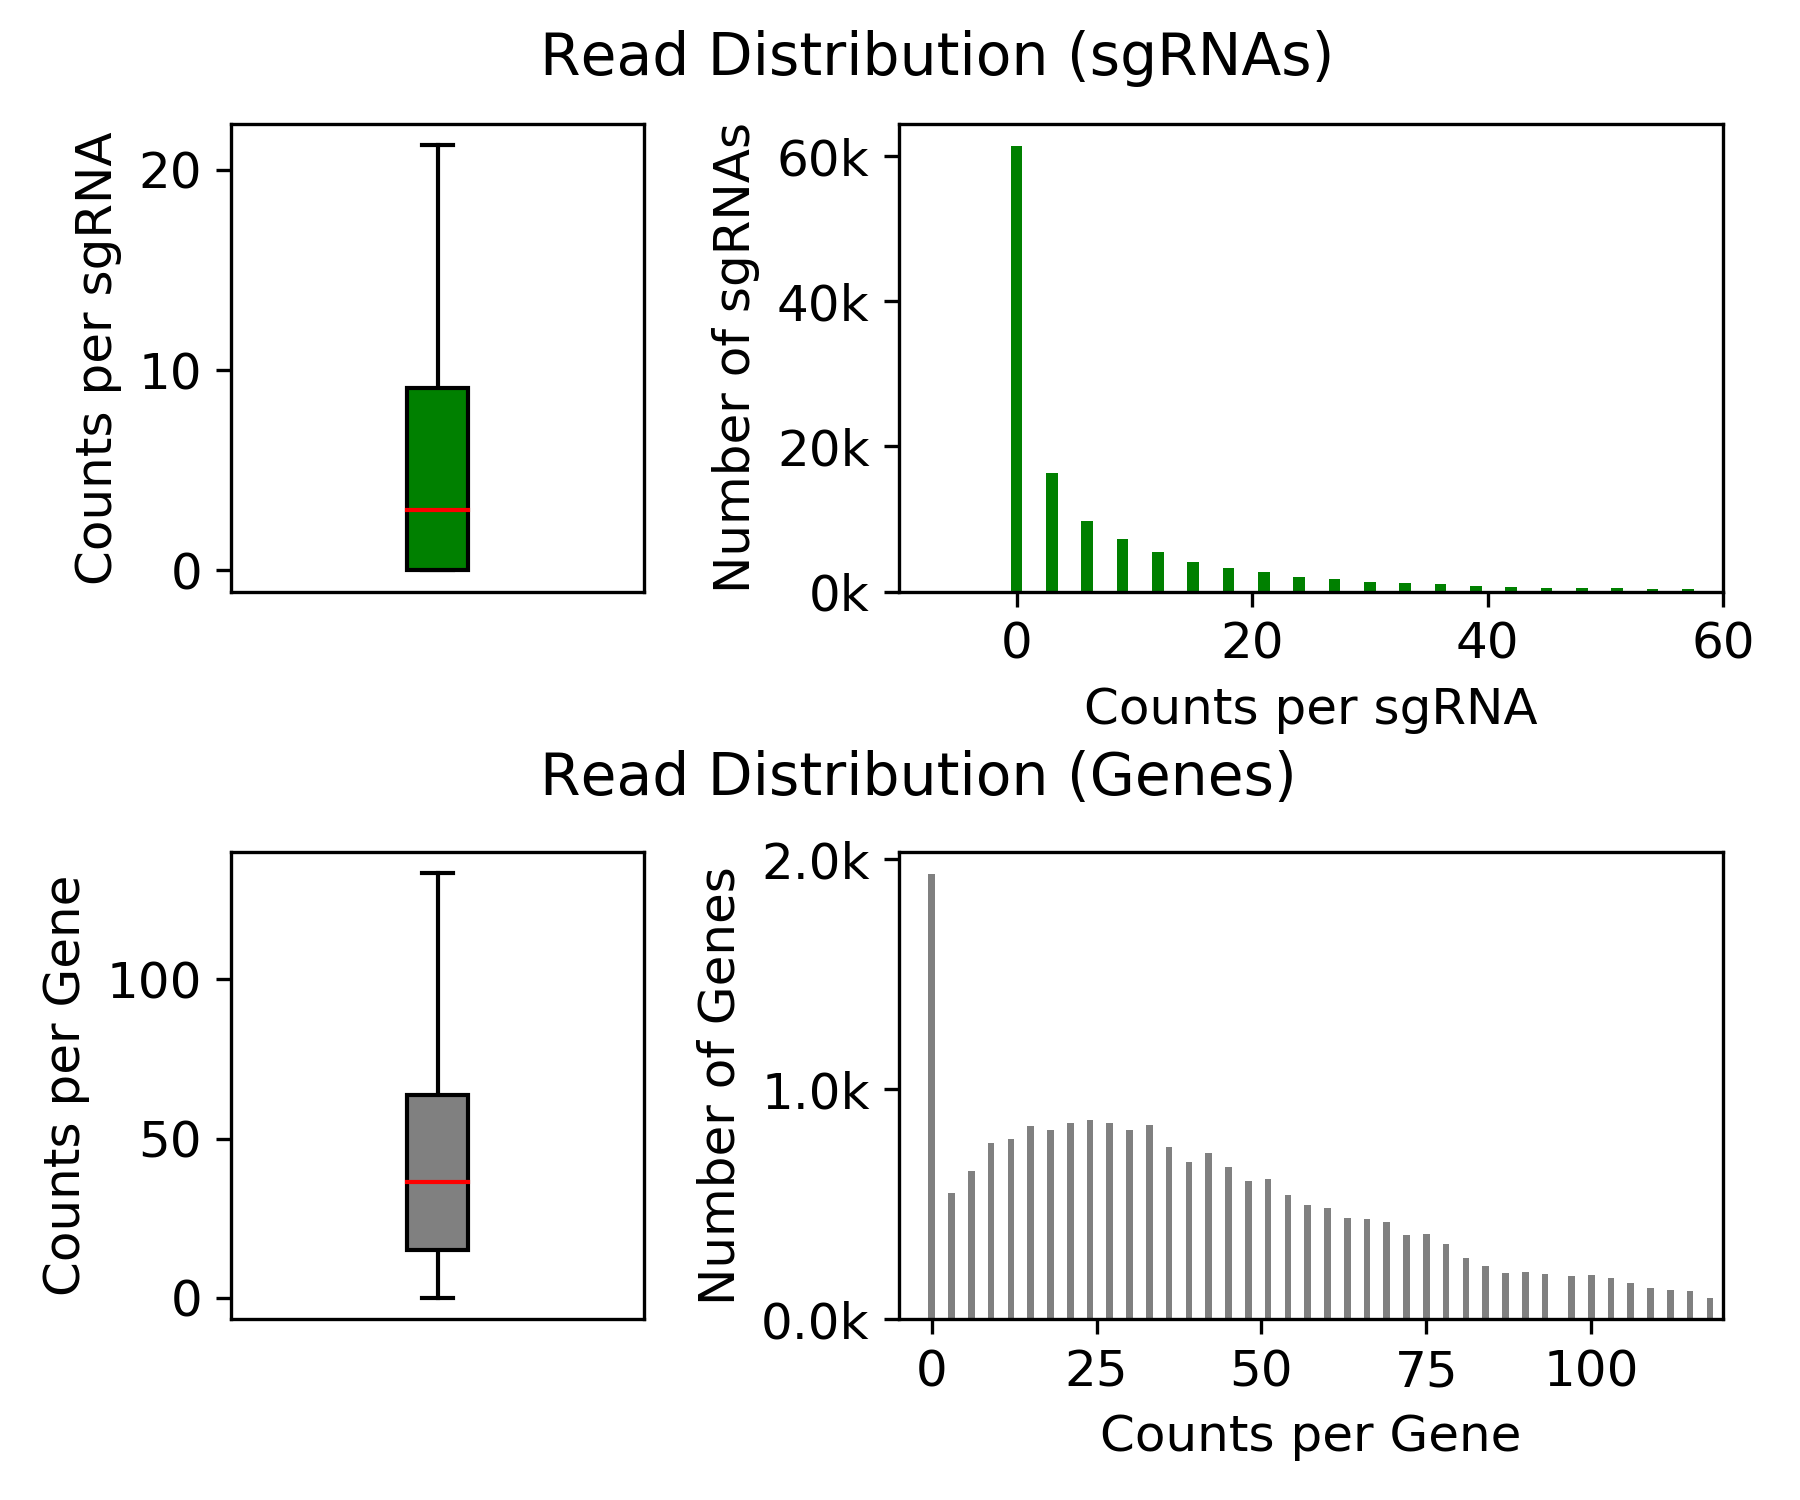 Read Distribution (sgRNAs)
Counts per sgRNA
20
10
0
Number of sgRNAs
60k
40k
20k
0k
0 20 40 60
Counts per sgRNA
Read Distribution (Genes)
Counts per Gene
100
50
0
Number of Genes
2.0k
1.0k
0.0k
0 25 50 75 100
Counts per Gene